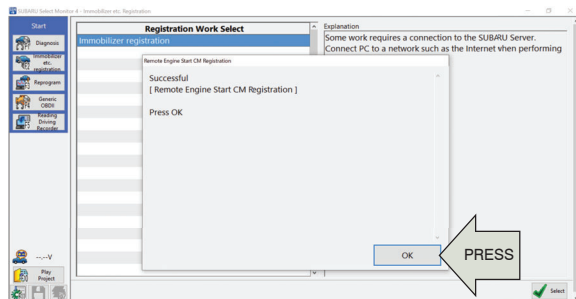 SUBARU Select Monitor 4 - Immobilizer etc. Registration
Start
Diagnosis
Immobilizer
etc.
registration
Reprogram
Generic
OBDII
Reading
Driving
Recorder
--.--V
Play
Project
Registration Work Select
Immobilizer registration
Explanation
Some work requires a connection to the SUBARU Server.
Connect PC to a network such as the Internet when performing
Remote Engine Start CM Registration
Successful
[ Remote Engine Start CM Registration ]
Press OK
OK
PRESS
Select